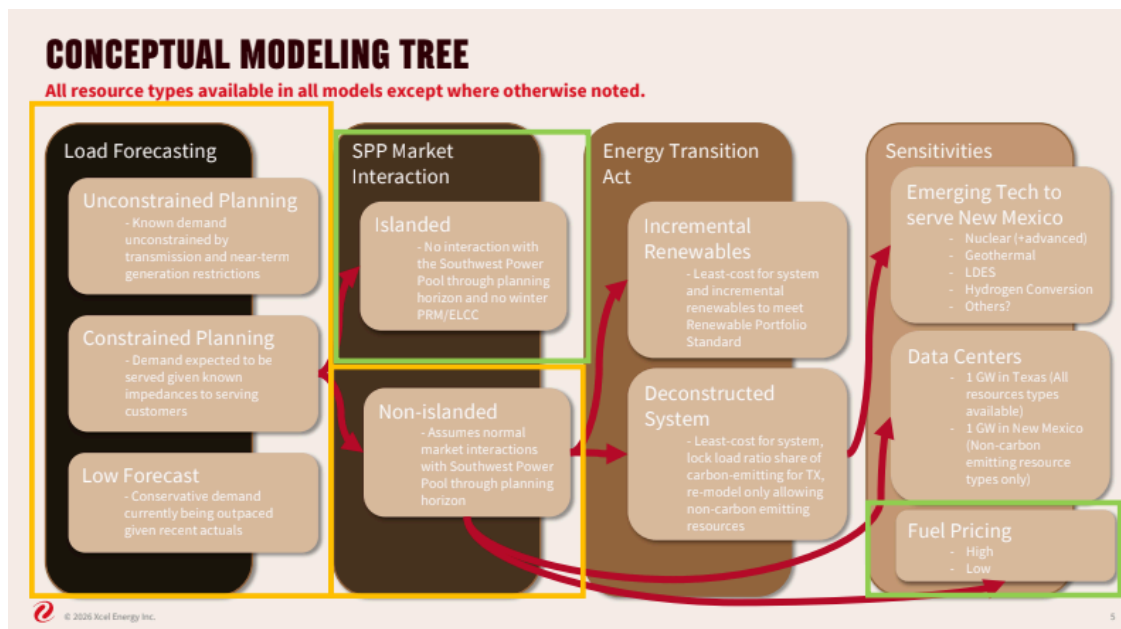 CONCEPTUAL MODELING TREE
All resource types available in all models except where otherwise noted.
Load Forecasting
Unconstrained Planning
- Known demand
unconstrained by
transmission and near-term
generation restrictions
Constrained Planning
- Demand expected to be
served given known
impedances to serving
customers
Low Forecast
- Conservative demand
currently being outpaced
given recent actuals
SPP Market
Interaction
Islanded
- No interaction with
the Southwest Power
Pool through planning
horizon and no winter
PRM/ELCC
Non-islanded
- Assumes normal
market interactions
with Southwest Power
Pool through planning
horizon
Energy Transition
Act
Incremental
Renewables
- Least-cost for system
and incremental
renewables to meet
Renewable Portfolio
Standard
Deconstructed
System
- Least-cost for system,
lock load ratio share of
carbon-emitting for TX,
re-model only allowing
non-carbon emitting
resources
Sensitivities
Emerging Tech to
serve New Mexico
- Nuclear (+advanced)
- Geothermal
- LDES
- Hydrogen Conversion
- Others?
Data Centers
- 1 GW in Texas (All
resources types
available)
- 1 GW in New Mexico
(Non-carbon
emitting resource
types only)
Fuel Pricing
- High
- Low
© 2026 Xcel Energy Inc.
5